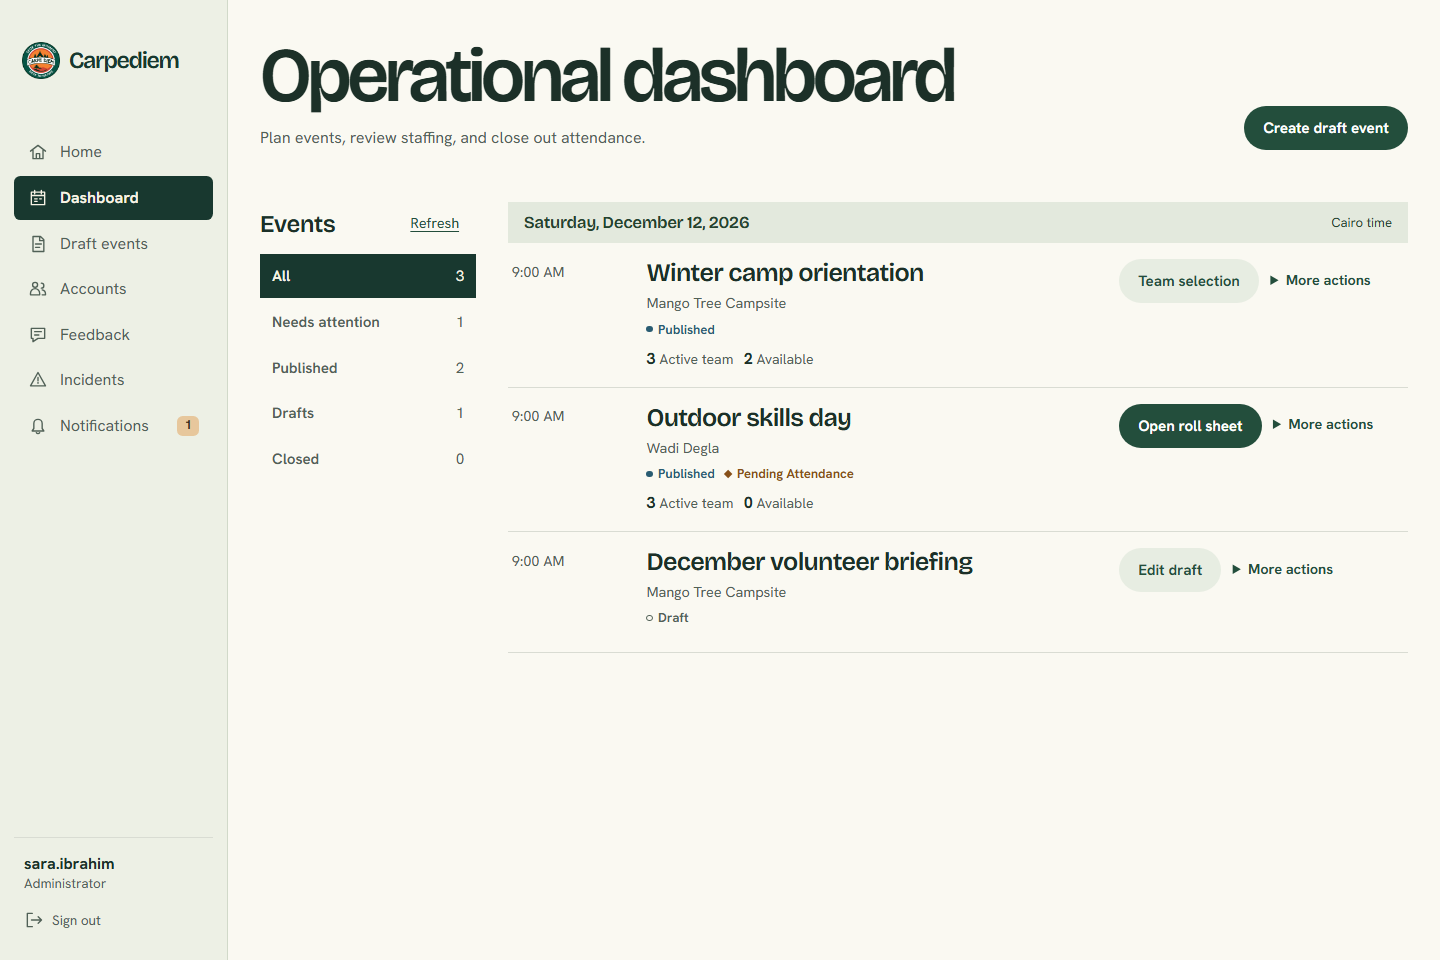 Carpediem
Home
Dashboard
Draft events
Accounts
Feedback
Incidents
Notifications 1
sara.ibrahim
Administrator
Sign out
Operational dashboard
Plan events, review staffing, and close out attendance.
Create draft event
Events Refresh
All 3
Needs attention 1
Published 2
Drafts 1
Closed 0
Saturday, December 12, 2026 Cairo time
9:00 AM Winter camp orientation Team selection More actions
Mango Tree Campsite
Published
3 Active team 2 Available
9:00 AM Outdoor skills day Open roll sheet More actions
Wadi Degla
Published Pending Attendance
3 Active team 0 Available
9:00 AM December volunteer briefing Edit draft More actions
Mango Tree Campsite
Draft